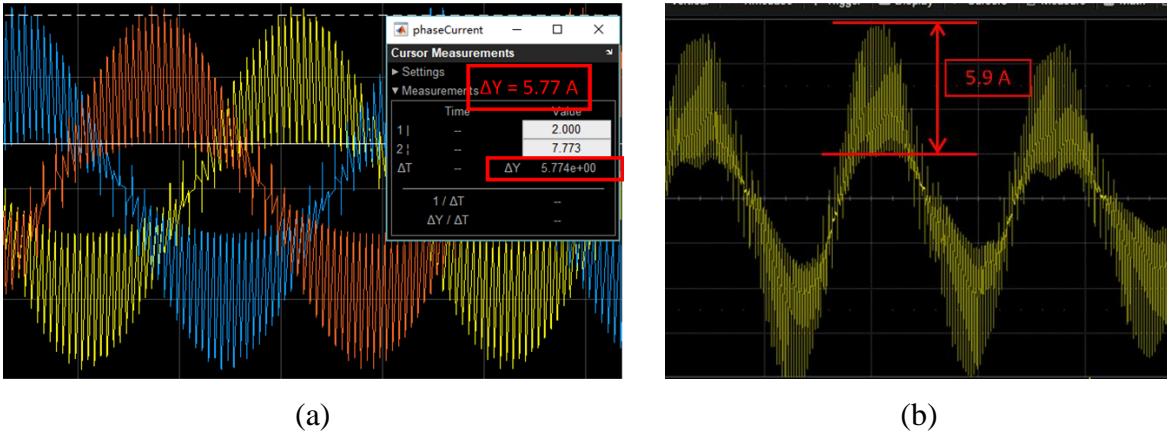 phaseCurrent
Cursor Measurements
▸ Settings
ΔY = 5.77 A
▾ Measurements
Time Value
1 | -- 2.000
2 ¦ -- 7.773
ΔT -- ΔY 5.774e+00
1 / ΔT --
ΔY / ΔT --
Trigger Display Measure
5.9 A
(a) (b)